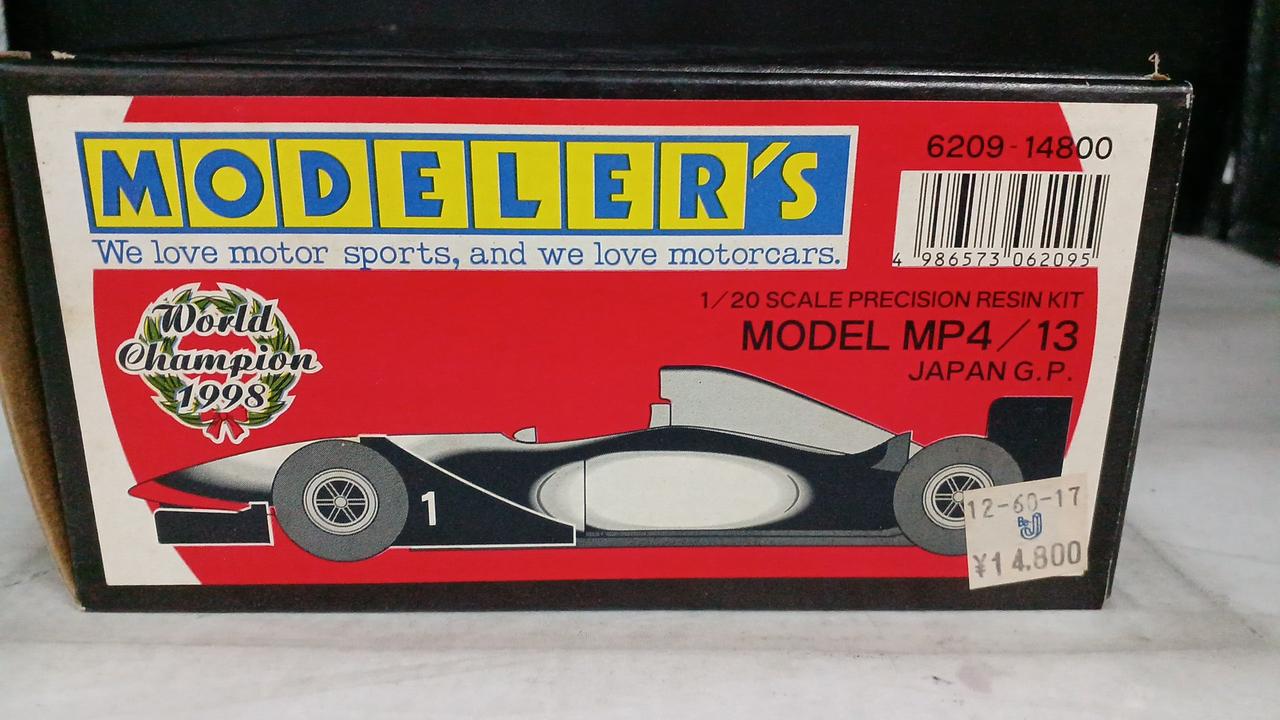 MODELER'S
We love motor sports, and we love motorcars.
6209-14800
4 986573 062095
1/20 SCALE PRECISION RESIN KIT
MODEL MP4/13
JAPAN G.P.
World
Champion
1998
1
12-60-17
Be J
¥14.800